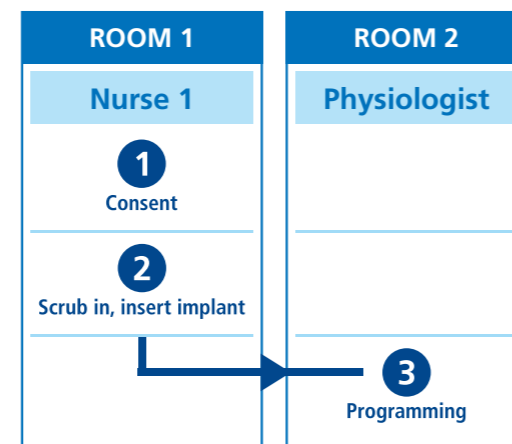 ROOM 1
Nurse 1
1
Consent
2
Scrub in, insert implant
ROOM 2
Physiologist
3
Programming